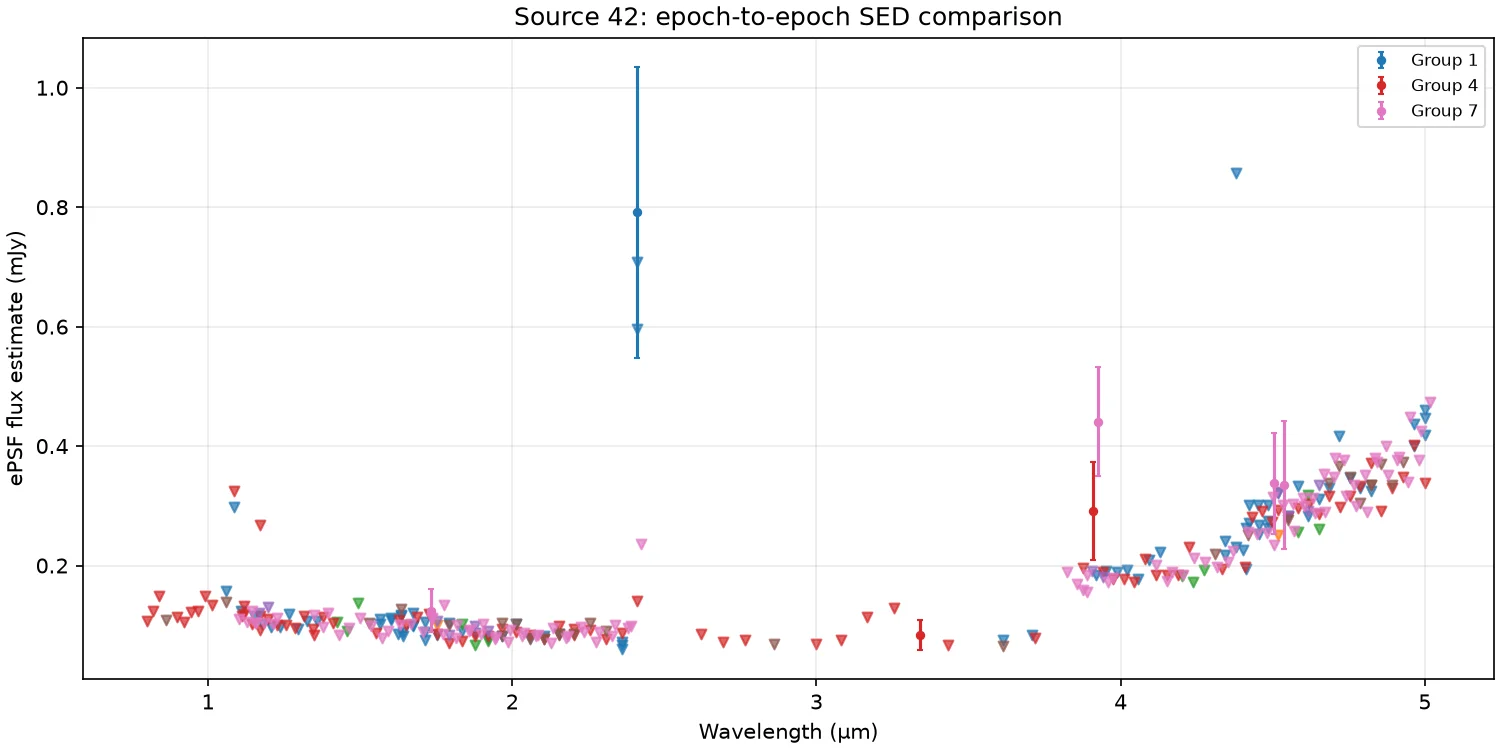 Source 42: epoch-to-epoch SED comparison
Group 1
Group 4
Group 7
1.0
0.8
0.6
0.4
0.2
ePSF flux estimate (mJy)
1
2
3
4
5
Wavelength (μm)